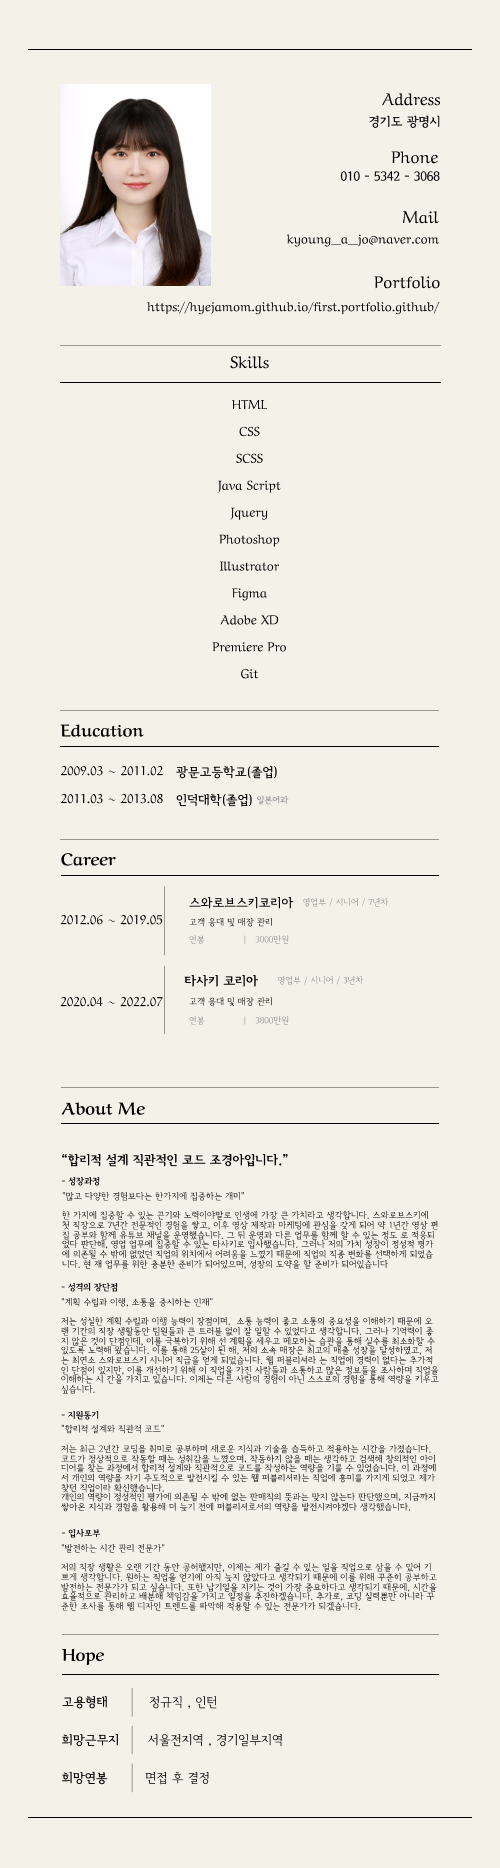 Address
경기도 광명시
Phone
010 - 5342 - 3068
Mail
kyoung_a_jo@naver.com
Portfolio
https://hyejamom.github.io/first.portfolio.github/
Skills
HTML
CSS
SCSS
Java Script
Jquery
Photoshop
Illustrator
Figma
Adobe XD
Premiere Pro
Git
Education
2009.03 ~ 2011.02 광문고등학교(졸업)
2011.03 ~ 2013.08 인덕대학(졸업) 일본어과
Career
2012.06 ~ 2019.05
스와로브스키코리아 영업부 / 시니어 / 7년차
고객 응대 및 매장 관리
연봉 | 3000만원
2020.04 ~ 2022.07
타사키 코리아 영업부 / 시니어 / 3년차
고객 응대 및 매장 관리
연봉 | 3800만원
About Me
“합리적 설계 직관적인 코드 조경아입니다.”
- 성장과정
"많고 다양한 경험보다는 한가지에 집중하는 개미"
한 가지에 집중할 수 있는 끈기와 노력이야말로 인생에 가장 큰 가치라고 생각합니다. 스와로브스키에
첫 직장으로 7년간 전문적인 경험을 쌓고, 이후 영상 제작과 마케팅에 관심을 갖게 되어 약 1년간 영상 편
집 공부와 함께 유튜브 채널을 운영했습니다. 그 뒤 운영과 다른 업무를 함께 할 수 있는 정도 로 적응되
었다 판단해, 영업 업무에 집중할 수 있는 타사키로 입사했습니다. 그러나 저의 가치 성장이 정성적 평가
에 의존될 수 밖에 없었던 직업의 위치에서 어려움을 느꼈기 때문에 직업의 직종 변화를 선택하게 되었습
니다. 현 재 업무를 위한 충분한 준비가 되어있으며, 성장의 도약을 할 준비가 되어있습니다
- 성격의 장단점
"계획 수립과 이행, 소통을 중시하는 인재"
저는 성실한 계획 수립과 이행 능력이 장점이며, 소통 능력이 좋고 소통의 중요성을 이해하기 때문에 오
랜 기간의 직장 생활동안 팀원들과 큰 트러블 없이 잘 일할 수 있었다고 생각합니다. 그러나 기억력이 좋
지 않은 것이 단점인데, 이를 극복하기 위해 선 계획을 세우고 메모하는 습관을 통해 실수를 최소화할 수
있도록 노력해 왔습니다. 이를 통해 25살이 된 해, 저의 소속 매장은 최고의 매출 성장을 달성하였고, 저
는 최연소 스와로브스키 시니어 직급을 얻게 되었습니다. 웹 퍼블리셔라 는 직업에 경력이 없다는 추가적
인 단점이 있지만, 이를 개선하기 위해 이 직업을 가진 사람들과 소통하고 많은 정보들을 조사하며 직업을
이해하는 시 간을 가지고 있습니다. 이제는 다른 사람의 경험이 아닌 스스로의 경험을 통해 역량을 키우고
싶습니다.
- 지원동기
"합리적 설계와 직관적 코드"
저는 최근 2년간 코딩을 취미로 공부하며 새로운 지식과 기술을 습득하고 적용하는 시간을 가졌습니다.
코드가 정상적으로 작동할 때는 성취감을 느꼈으며, 작동하지 않을 때는 생각하고 검색해 창의적인 아이
디어를 찾는 과정에서 합리적 설계와 직관적으로 코드를 작성하는 역량을 기를 수 있었습니다. 이 과정에
서 개인의 역량을 자기 주도적으로 발전시킬 수 있는 웹 퍼블리셔라는 직업에 흥미를 가지게 되었고 제가
찾던 직업이라 확신했습니다.
개인의 역량이 정성적인 평가에 의존될 수 밖에 없는 판매직의 뜻과는 맞지 않는다 판단했으며, 지금까지
쌓아온 지식과 경험을 활용해 더 늦기 전에 퍼블리셔로서의 역량을 발전시켜야겠다 생각했습니다.
- 입사포부
"발전하는 시간 관리 전문가"
저의 직장 생활은 오랜 기간 동안 공허했지만, 이제는 제가 즐길 수 있는 일을 직업으로 삼을 수 있어 기
쁘게 생각합니다. 원하는 직업을 얻기에 아직 늦지 않았다고 생각되기 때문에 이를 위해 꾸준히 공부하고
발전하는 전문가가 되고 싶습니다. 또한 납기일을 지키는 것이 가장 중요하다고 생각되기 때문에, 시간을
효율적으로 관리하고 배분해 책임감을 가지고 일정을 추진하겠습니다. 추가로, 코딩 실력뿐만 아니라 꾸
준한 조사를 통해 웹 디자인 트렌드를 파악해 적용할 수 있는 전문가가 되겠습니다.
Hope
고용형태 정규직 , 인턴
희망근무지 서울전지역 , 경기일부지역
희망연봉 면접 후 결정